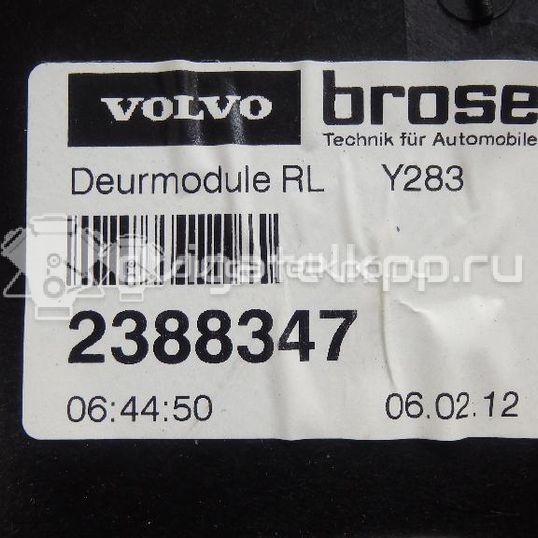 VOLVO brose
Technik für Automobile
Deurmodule RL Y283
2388347
06:44:50 06.02.12